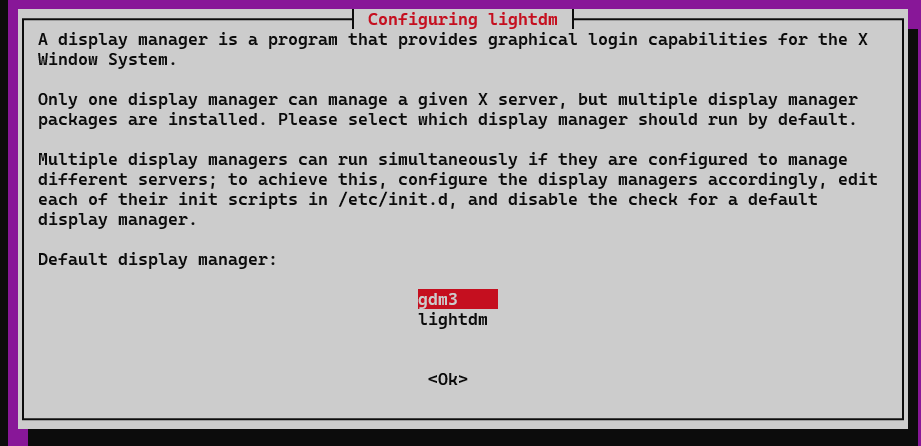 Configuring lightdm
A display manager is a program that provides graphical login capabilities for the X
Window System.
Only one display manager can manage a given X server, but multiple display manager
packages are installed. Please select which display manager should run by default.
Multiple display managers can run simultaneously if they are configured to manage
different servers; to achieve this, configure the display managers accordingly, edit
each of their init scripts in /etc/init.d, and disable the check for a default
display manager.
Default display manager:
gdm3
lightdm
<Ok>